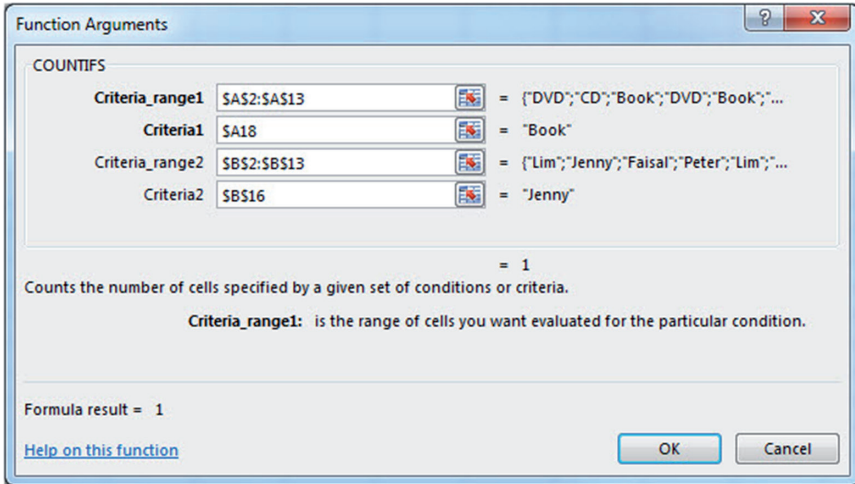 Function Arguments
?
COUNTIFS
Criteria_range1 $A$2:$A$13 = {"DVD";"CD";"Book";"DVD";"Book";"...
Criteria1 $A18 = "Book"
Criteria_range2 $B$2:$B$13 = {"Lim";"Jenny";"Faisal";"Peter";"Lim";"...
Criteria2 $B$16 = "Jenny"
= 1
Counts the number of cells specified by a given set of conditions or criteria.
Criteria_range1: is the range of cells you want evaluated for the particular condition.
Formula result = 1
Help on this function
OK Cancel